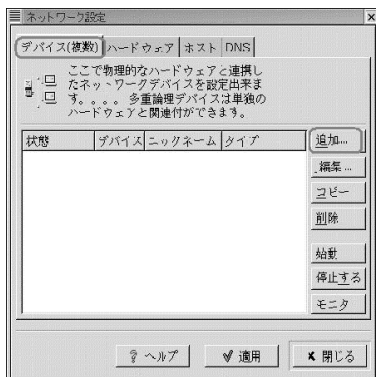 ネットワーク設定
デバイス(複数) ハードウェア ホスト DNS
ここで物理的なハードウェアと連携し
たネットワークデバイスを設定出来ま
す。。。。 多重論理デバイスは単独の
ハードウェアと関連付ができます。
状態 デバイス ニックネーム タイプ
追加...
編集...
コピー
削除
始動
停止する
モニタ
ヘルプ 適用 閉じる